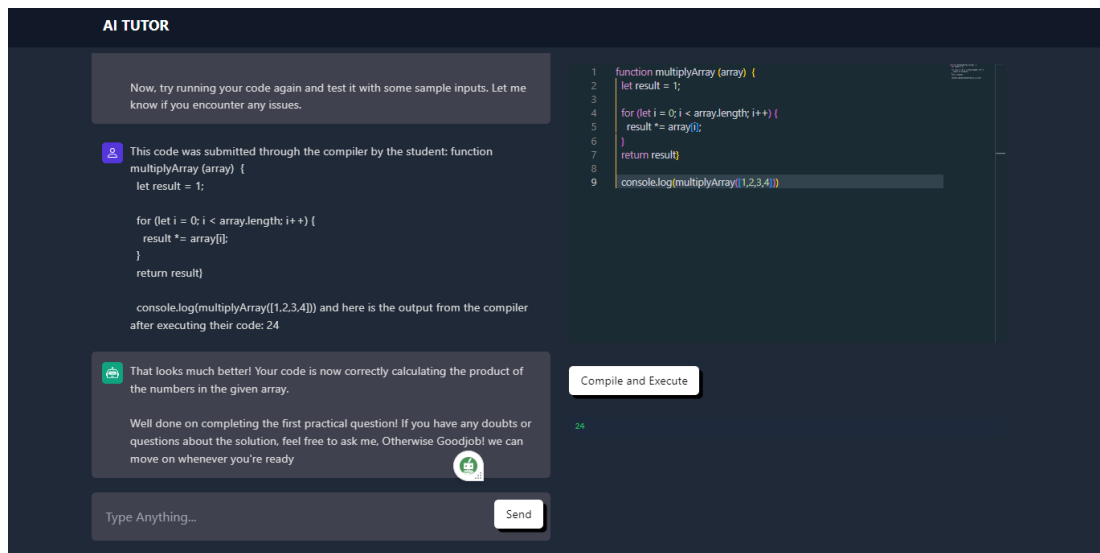 AI TUTOR
Now, try running your code again and test it with some sample inputs. Let me
know if you encounter any issues.
This code was submitted through the compiler by the student: function
multiplyArray (array) {
let result = 1;
for (let i = 0; i < array.length; i++) {
result *= array[i];
}
return result}
console.log(multiplyArray([1,2,3,4])) and here is the output from the compiler
after executing their code: 24
That looks much better! Your code is now correctly calculating the product of
the numbers in the given array.
Well done on completing the first practical question! If you have any doubts or
questions about the solution, feel free to ask me, Otherwise Goodjob! we can
move on whenever you're ready
Type Anything...
Send
1 function multiplyArray (array) {
2 let result = 1;
3
4 for (let i = 0; i < array.length; i++) {
5 result *= array[i];
6 }
7 return result}
8
9 console.log(multiplyArray([1,2,3,4]))
Compile and Execute
24